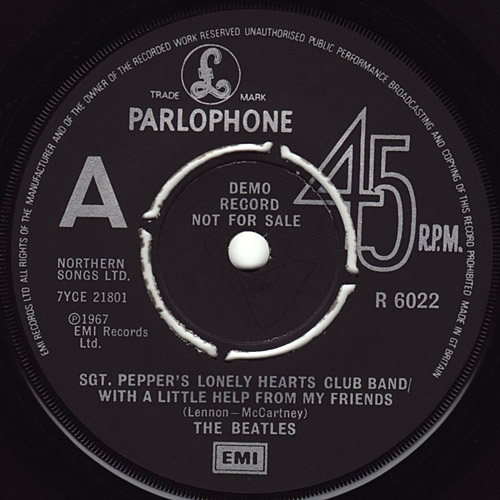 EMI RECORDS LTD ALL RIGHTS OF THE MANUFACTURER AND OF THE OWNER OF THE RECORDED WORK RESERVED UNAUTHORISED PUBLIC PERFORMANCE BROADCASTING AND COPYING OF THIS RECORD PROHIBITED MADE IN GT BRITAIN
£
TRADE MARK
PARLOPHONE
A
DEMO
RECORD
NOT FOR SALE
45
R.P.M.
NORTHERN
SONGS LTD.
7YCE 21801
R 6022
℗1967
EMI Records
Ltd.
SGT. PEPPER'S LONELY HEARTS CLUB BAND/
WITH A LITTLE HELP FROM MY FRIENDS
(Lennon–McCartney)
THE BEATLES
EMI